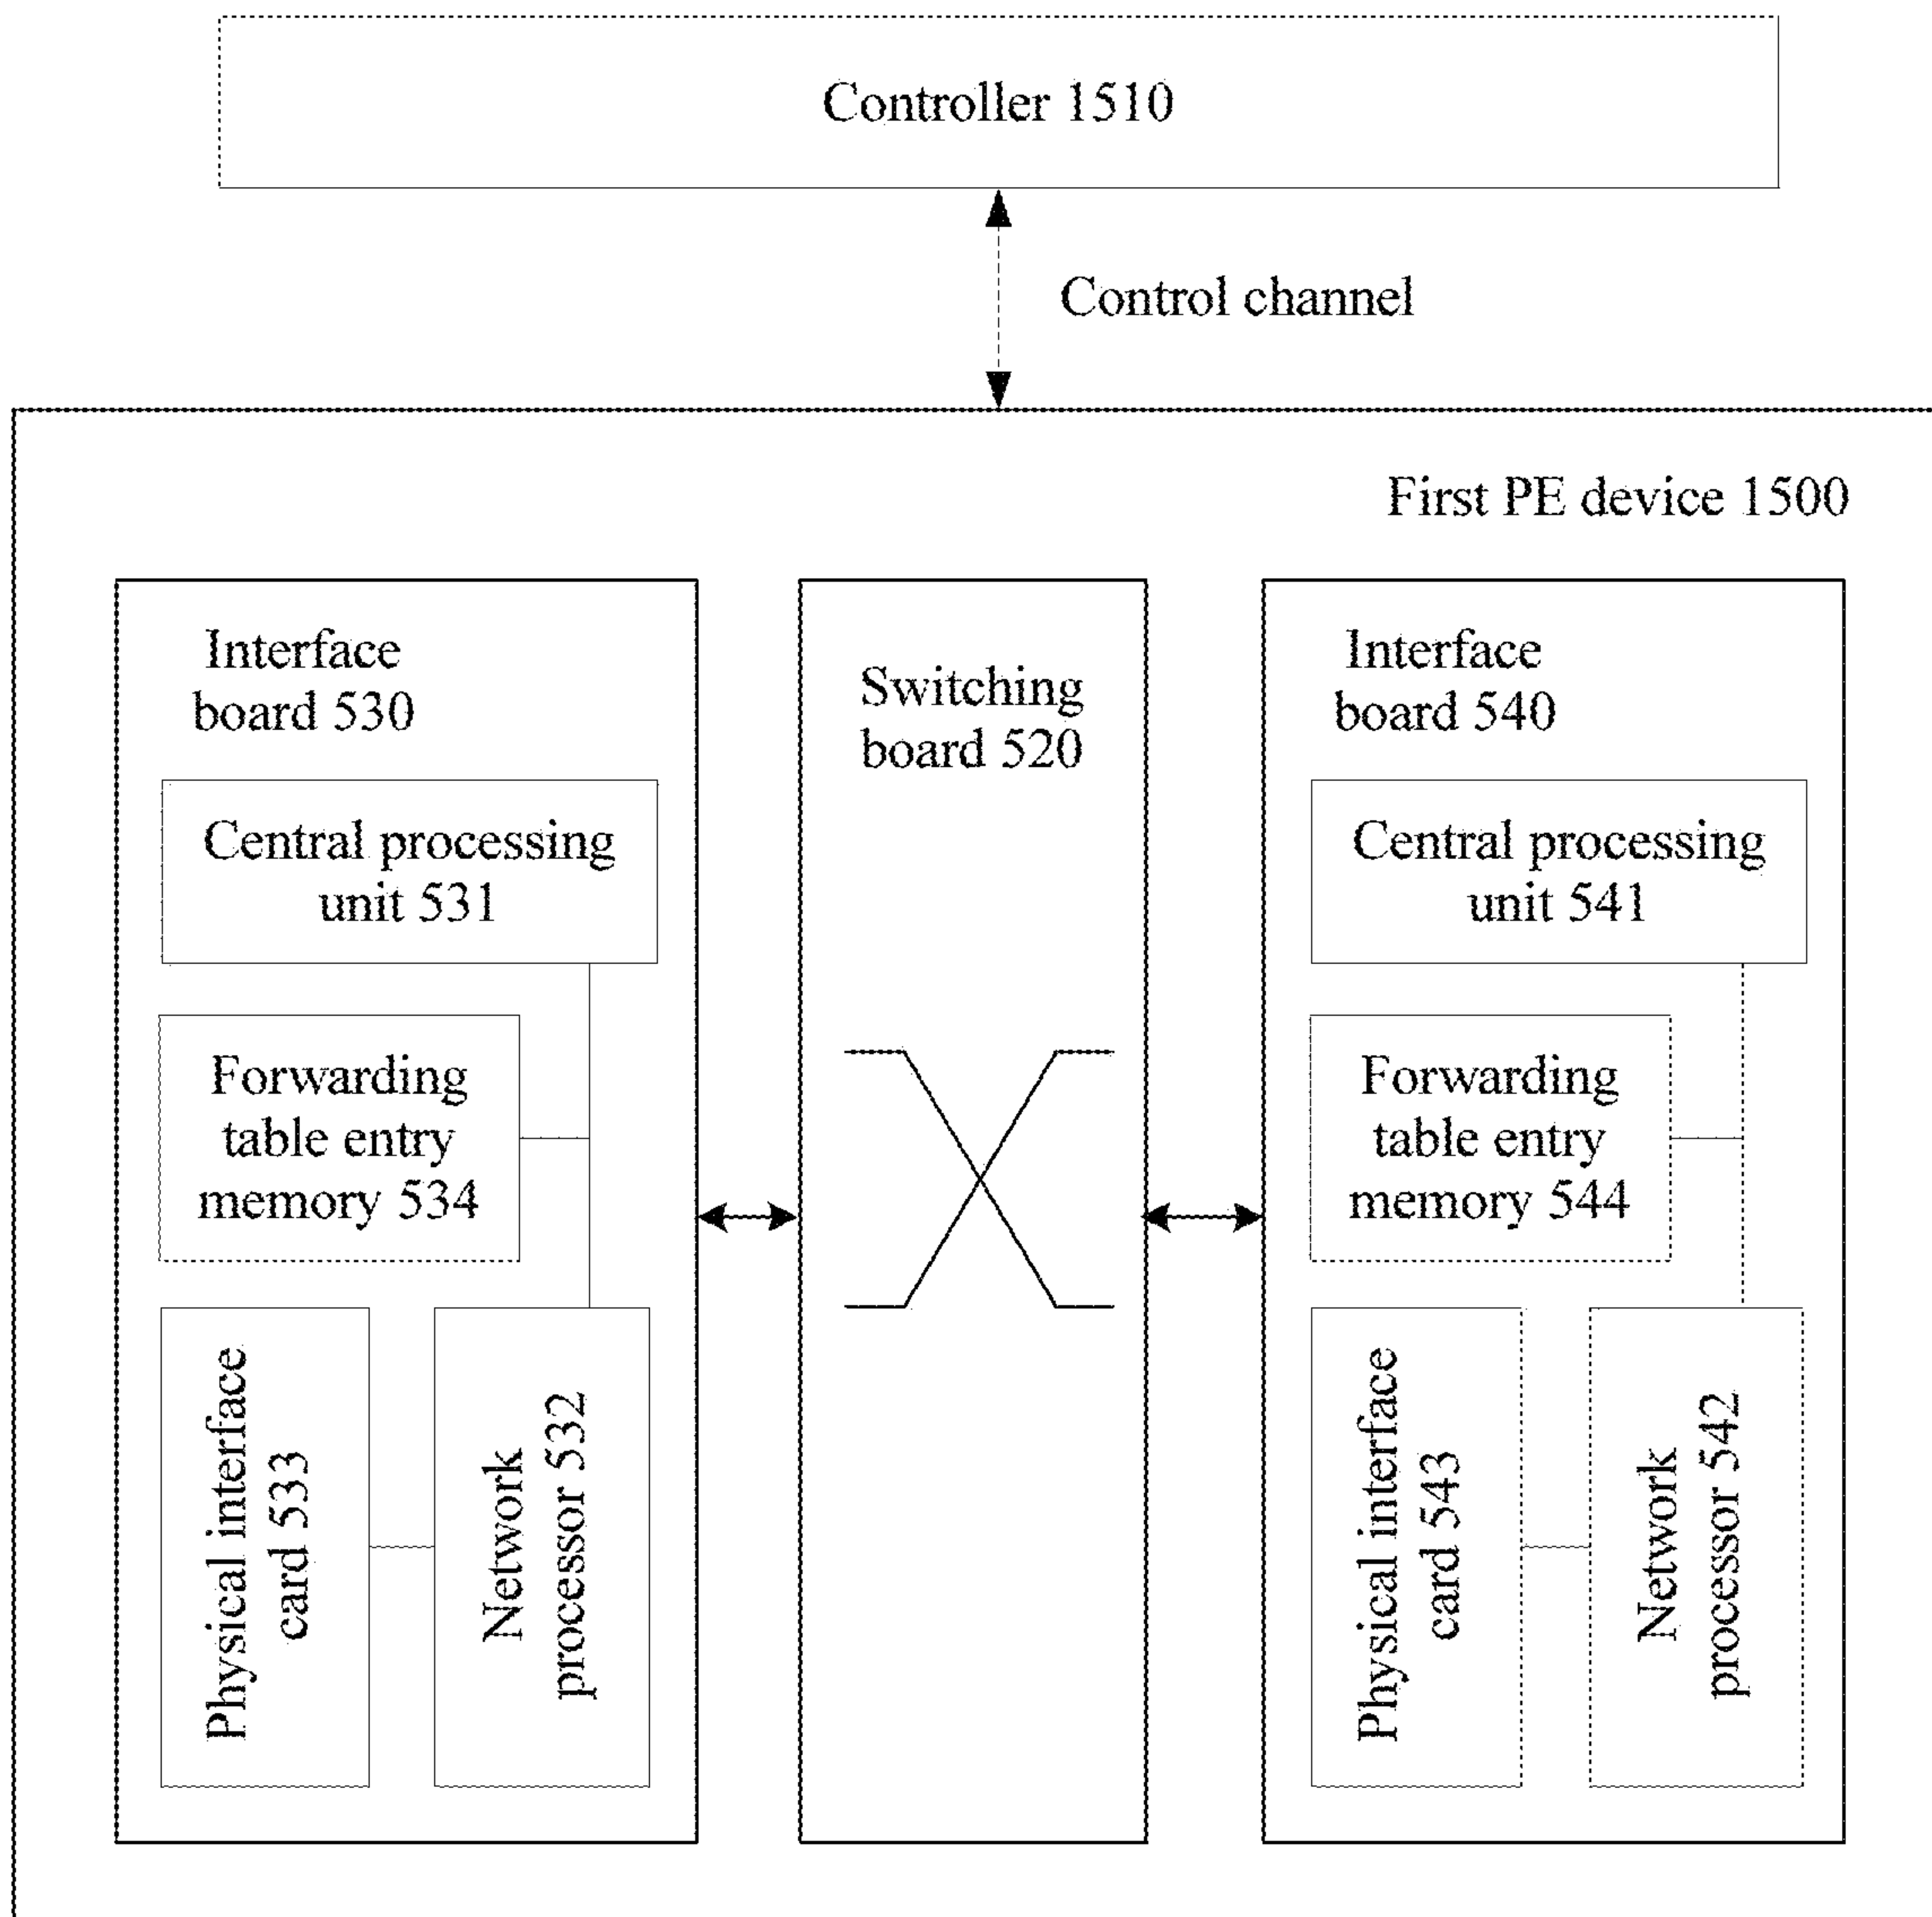 Controller 1510
Control channel
First PE device 1500
Interface
board 530
Central processing
unit 531
Forwarding
table entry
memory 534
Physical interface
card 533
Network
processor 532
Switching
board 520
Interface
board 540
Central processing
unit 541
Forwarding
table entry
memory 544
Physical interface
card 543
Network
processor 542